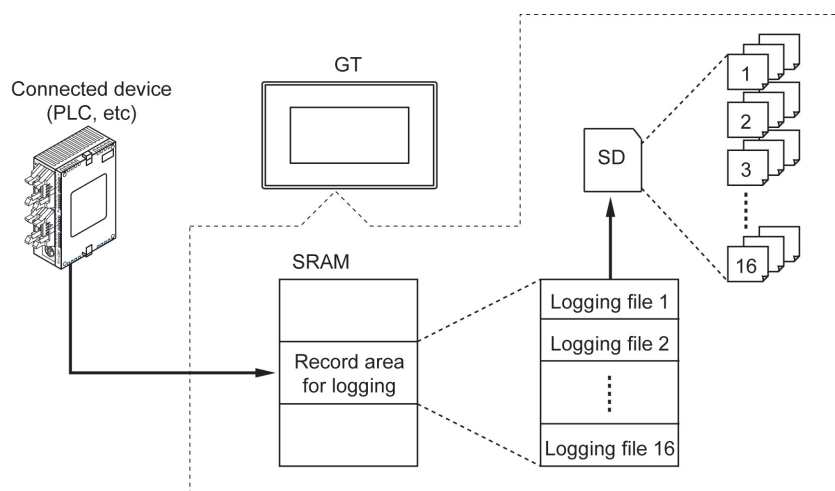 GT
Connected device
(PLC, etc)
SD
1
2
3
16
SRAM
Record area
for logging
Logging file 1
Logging file 2
Logging file 16